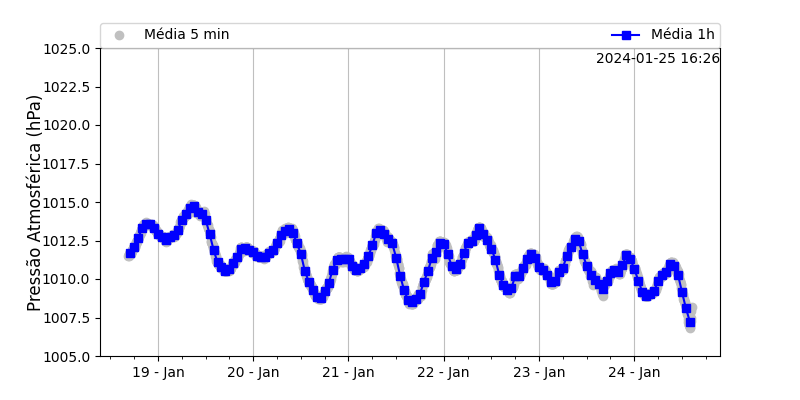 Média 5 min
Média 1h
2024-01-25 16:26
Pressão Atmosférica (hPa)
1025.0
1022.5
1020.0
1017.5
1015.0
1012.5
1010.0
1007.5
1005.0
19 - Jan
20 - Jan
21 - Jan
22 - Jan
23 - Jan
24 - Jan